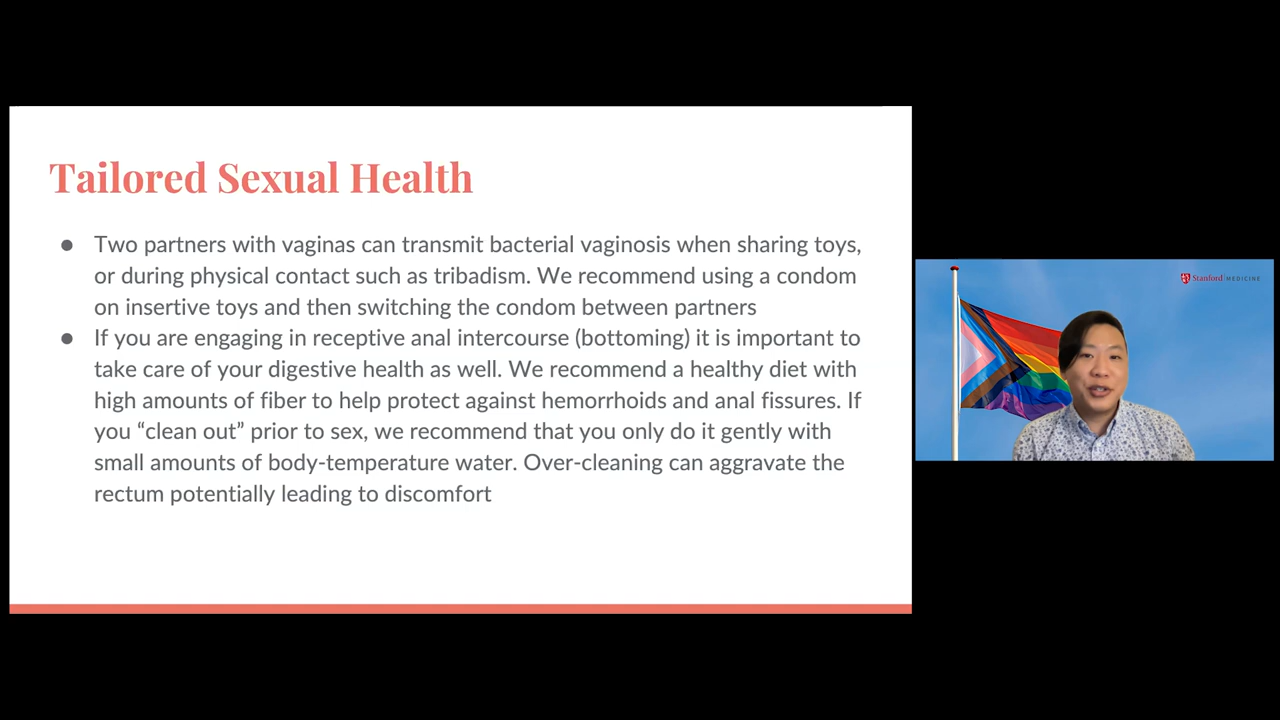 Tailored Sexual Health
● Two partners with vaginas can transmit bacterial vaginosis when sharing toys,
or during physical contact such as tribadism. We recommend using a condom
on insertive toys and then switching the condom between partners
● If you are engaging in receptive anal intercourse (bottoming) it is important to
take care of your digestive health as well. We recommend a healthy diet with
high amounts of fiber to help protect against hemorrhoids and anal fissures. If
you “clean out” prior to sex, we recommend that you only do it gently with
small amounts of body-temperature water. Over-cleaning can aggravate the
rectum potentially leading to discomfort
Stanford MEDICINE